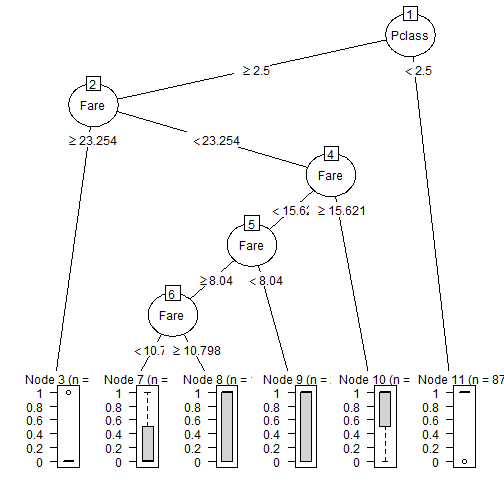 1
Pclass
≥ 2.5
< 2.5
2
Fare
≥ 23.254
< 23.254
4
Fare
< 15.62
≥ 15.621
5
Fare
≥ 8.04
< 8.04
6
Fare
< 10.7
≥ 10.798
Node 3 (n = Node 7 (n = Node 8 (n = Node 9 (n = Node 10 (n = Node 11 (n = 87
1 1 1 1 1 1
0.8 0.8 0.8 0.8 0.8 0.8
0.6 0.6 0.6 0.6 0.6 0.6
0.4 0.4 0.4 0.4 0.4 0.4
0.2 0.2 0.2 0.2 0.2 0.2
0 0 0 0 0 0